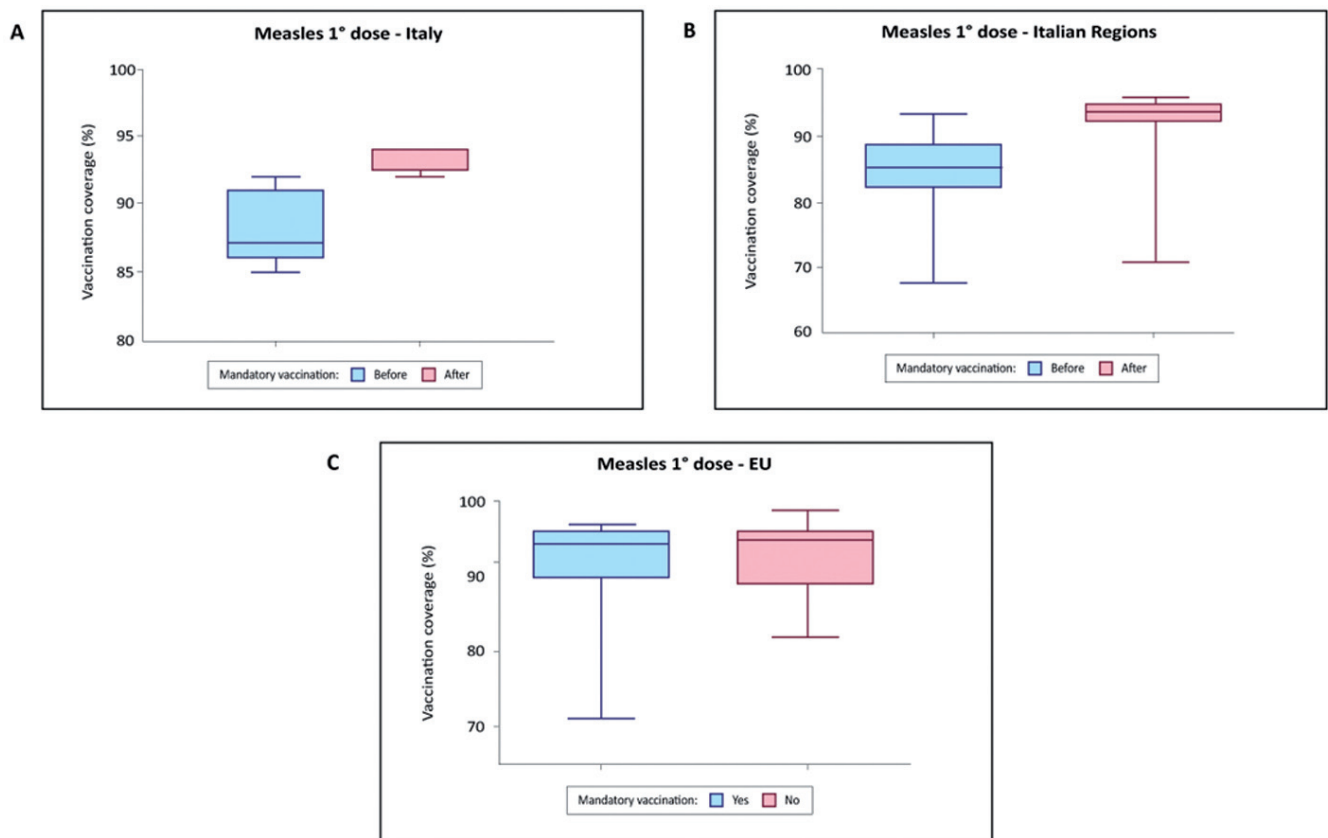 A
Measles 1° dose - Italy
Vaccination coverage (%)
100
95
90
85
80
Mandatory vaccination: Before After
B
Measles 1° dose - Italian Regions
Vaccination coverage (%)
100
90
80
70
60
Mandatory vaccination: Before After
C
Measles 1° dose - EU
Vaccination coverage (%)
100
90
80
70
Mandatory vaccination: Yes No